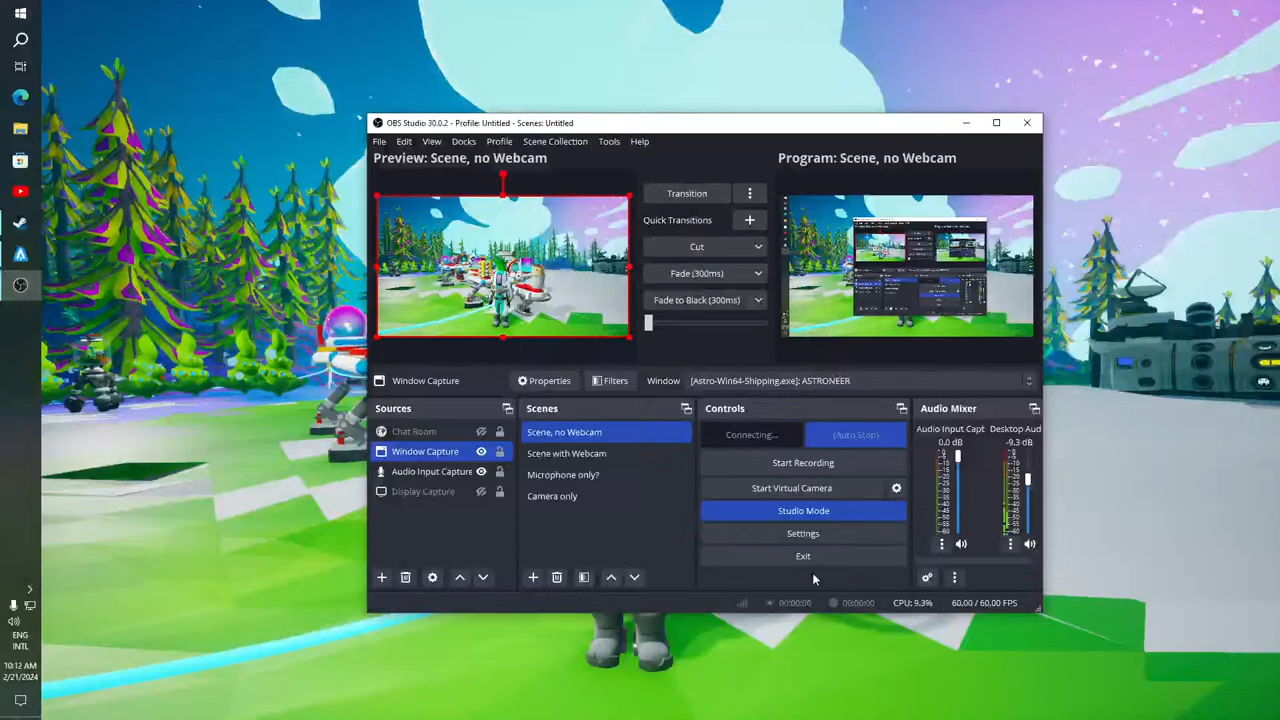 OBS Studio 30.0.2 - Profile: Untitled - Scenes: Untitled
File Edit View Docks Profile Scene Collection Tools Help
Preview: Scene, no Webcam
Program: Scene, no Webcam
Transition
Quick Transitions
Cut
Fade (300ms)
Fade to Black (300ms)
Window Capture
Properties
Filters
Window
[Astro-Win64-Shipping.exe]: ASTRONEER
Sources
Chat Room
Window Capture
Audio Input Capture
Display Capture
Scenes
Scene, no Webcam
Scene with Webcam
Microphone only?
Camera only
Controls
Connecting...
(Auto Stop)
Start Recording
Start Virtual Camera
Studio Mode
Settings
Exit
Audio Mixer
Audio Input Capt
Desktop Aud
0.0 dB
-9.3 dB
00:00:00
00:00:00
CPU: 9.3%
60.00 / 60.00 FPS
ENG
INTL
10:12 AM
2/21/2024